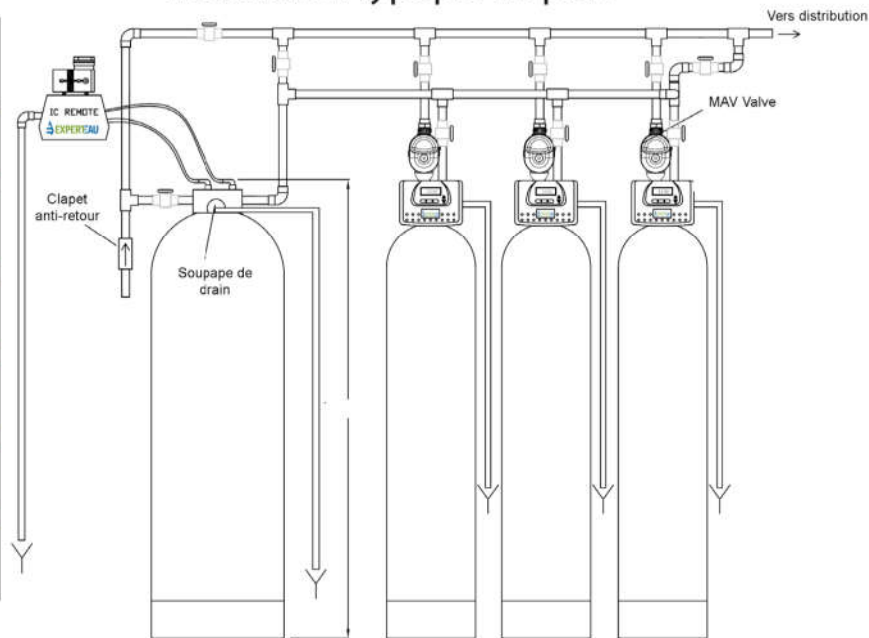 Vers distribution
MAV Valve
IC REMOTE
EXPERTEAU
Clapet
anti-retour
Soupape de
drain